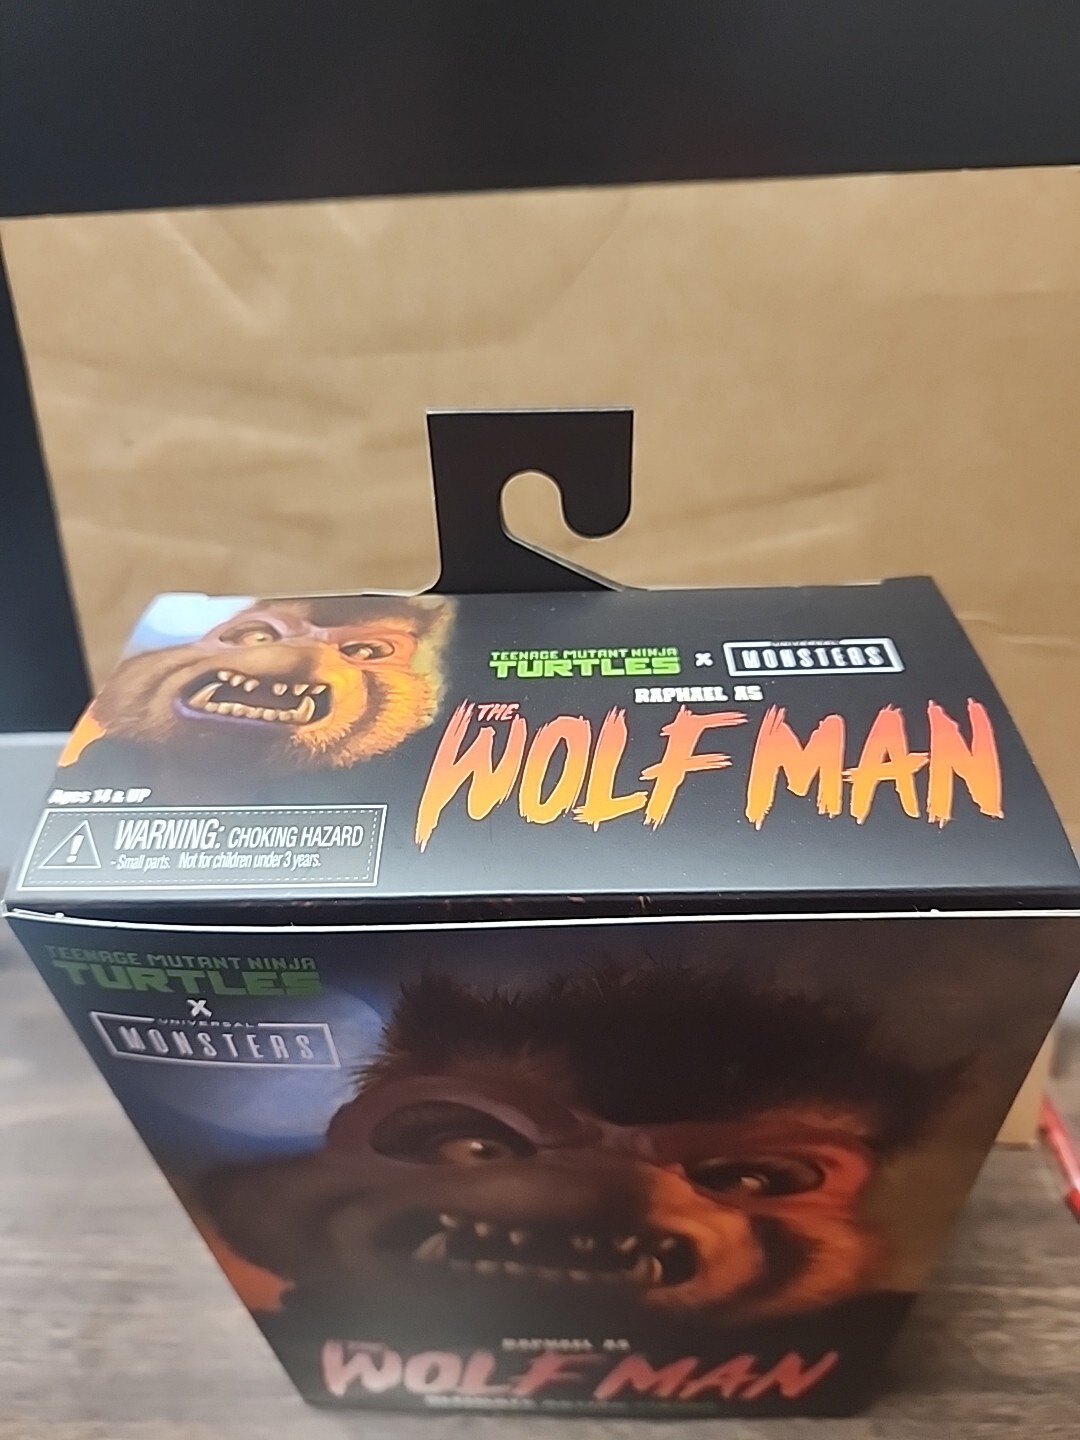 TEENAGE MUTANT NINJA
TURTLES
x
UNIVERSAL
MONSTERS
RAPHAEL AS
THE
WOLF MAN
Ages 14 & UP
WARNING: CHOKING HAZARD
- Small parts. Not for children under 3 years.
TEENAGE MUTANT NINJA
TURTLES
X
UNIVERSAL
MONSTERS
RAPHAEL AS
THE
WOLF MAN